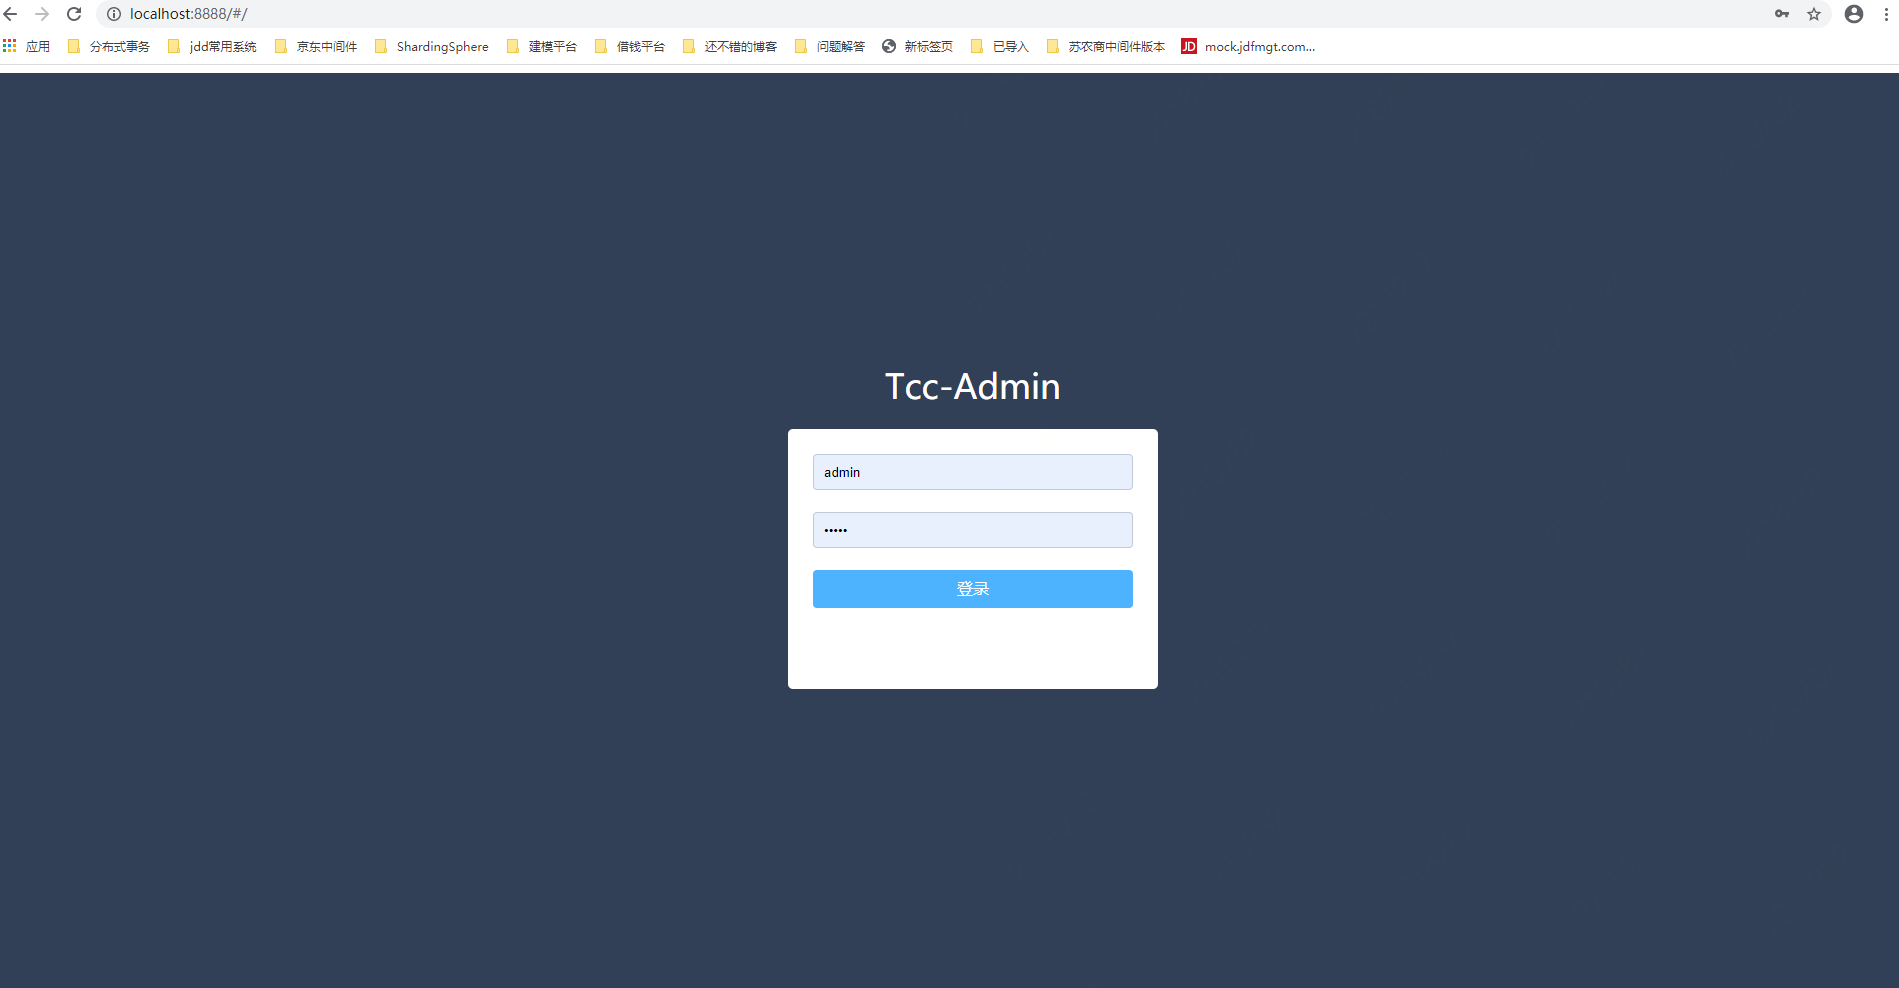 localhost:8888/#/
应用 分布式事务 jdd常用系统 京东中间件 ShardingSphere 建模平台 借钱平台 还不错的博客 问题解答 新标签页 已导入 苏农商中间件版本 JD mock.jdfmgt.com...
Tcc-Admin
admin
•••••
登录